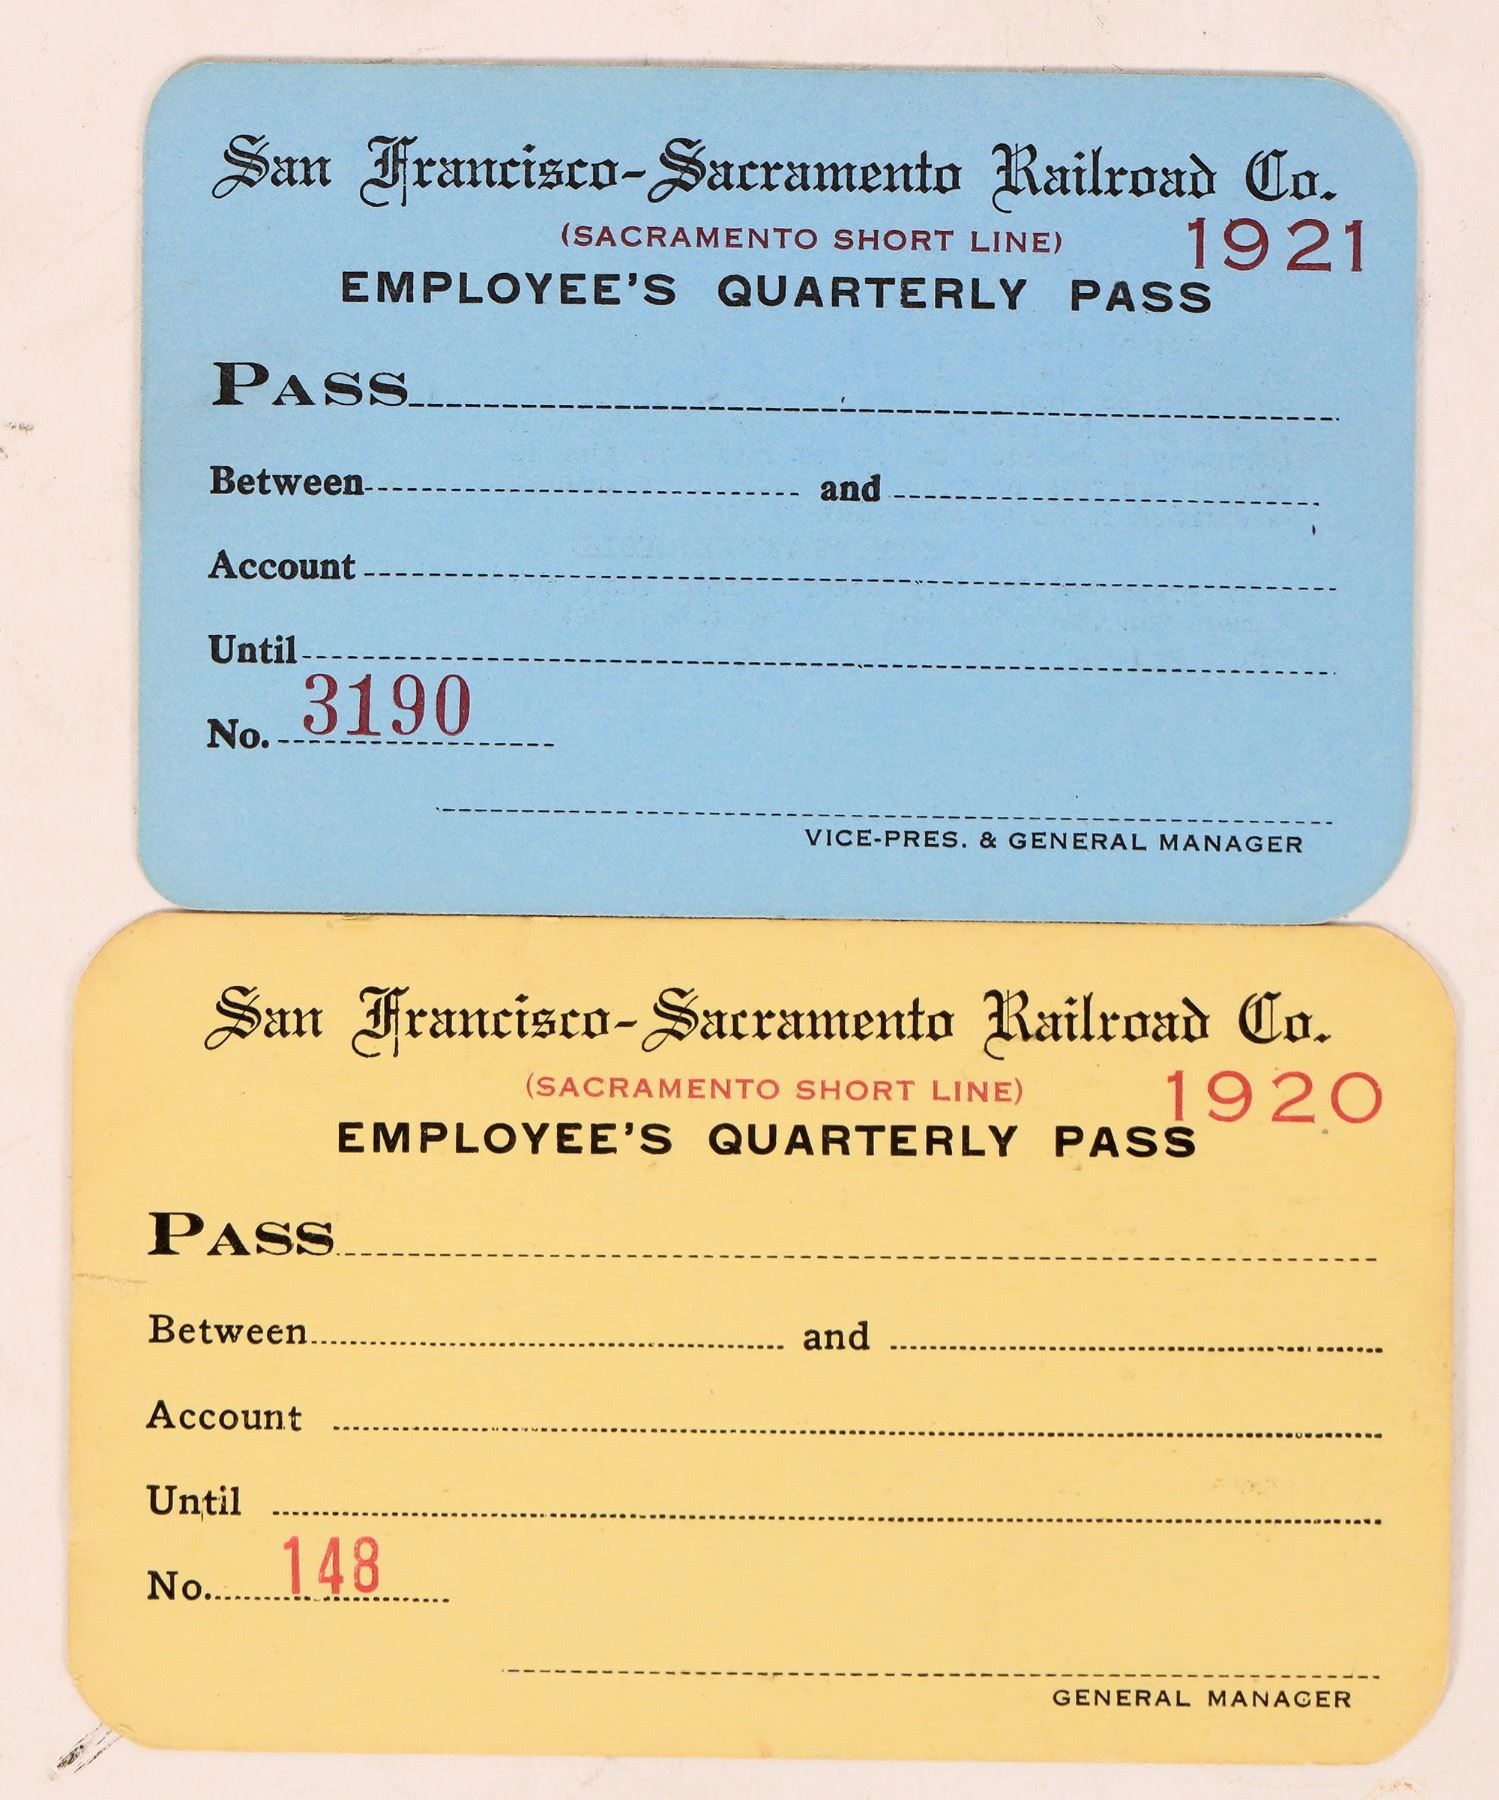 San Francisco-Sacramento Railroad Co.
(SACRAMENTO SHORT LINE) 1921
EMPLOYEE'S QUARTERLY PASS
PASS
Between and
Account
Until
No. 3190
VICE-PRES. & GENERAL MANAGER
San Francisco-Sacramento Railroad Co.
(SACRAMENTO SHORT LINE) 1920
EMPLOYEE'S QUARTERLY PASS
PASS
Between and
Account
Until
No. 148
GENERAL MANAGER